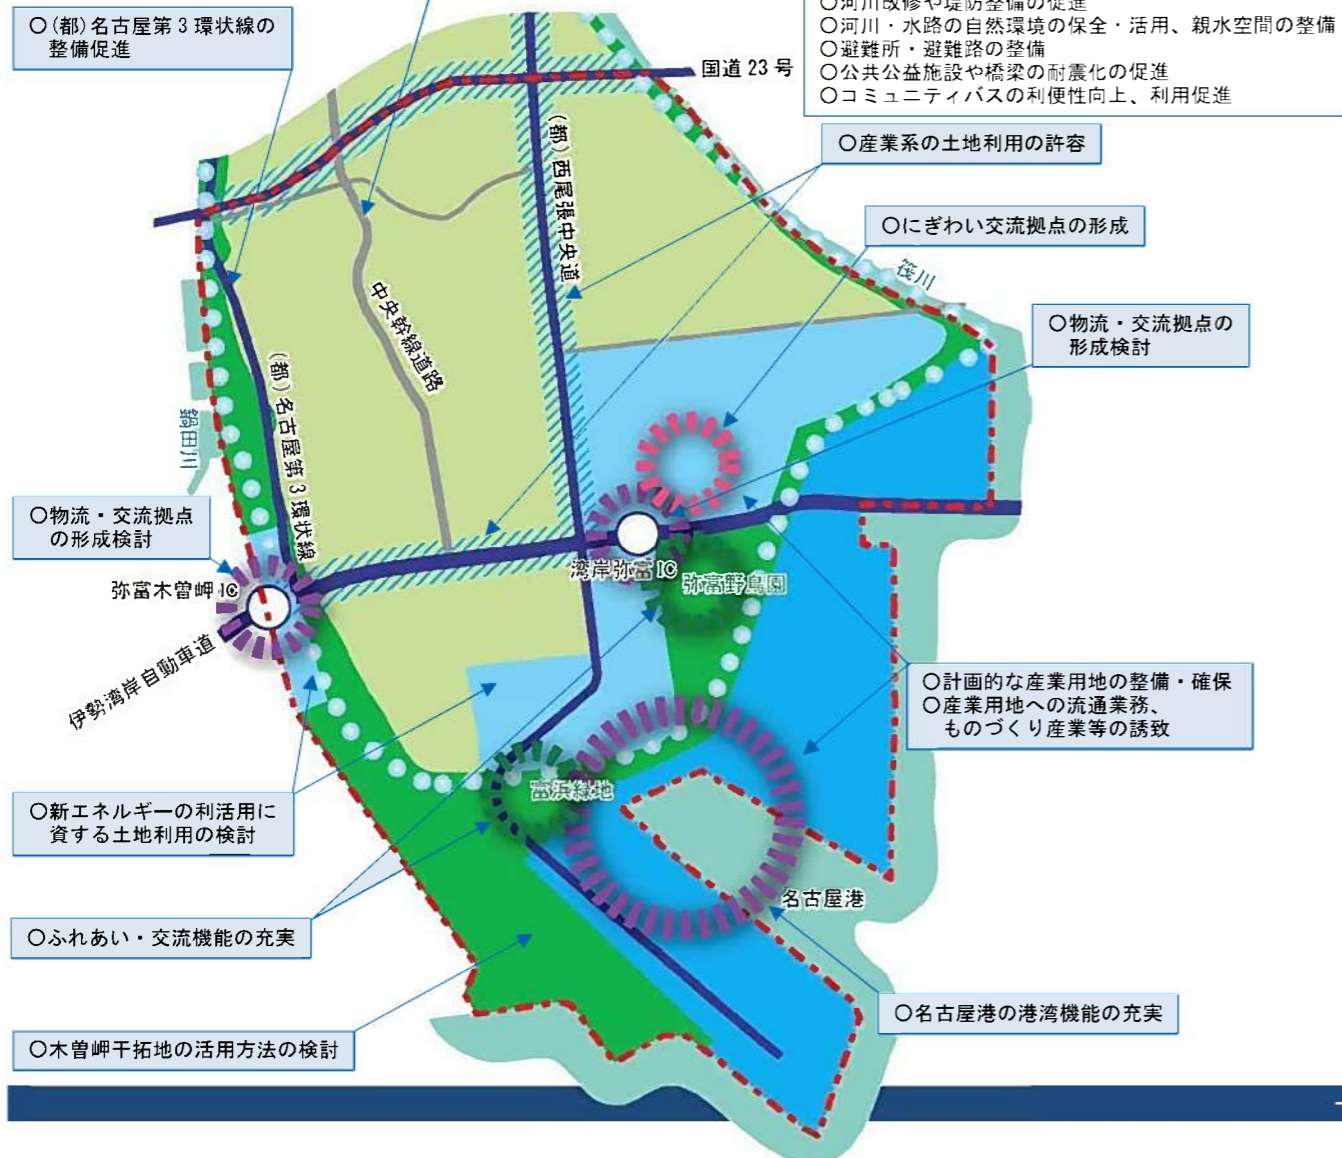 〇(都)名古屋第3環状線の
整備促進
〇河川改修や堤防整備の促進
〇河川・水路の自然環境の保全・活用、親水空間の整備
〇避難所・避難路の整備
〇公共公益施設や橋梁の耐震化の促進
〇コミュニティバスの利便性向上、利用促進
国道23号
(都)西尾張中央道
〇産業系の土地利用の許容
〇にぎわい交流拠点の形成
筏川
中央幹線道路
〇物流・交流拠点の
形成検討
(都)名古屋第3環状線
鍋田川
〇物流・交流拠点
の形成検討
弥富木曽岬IC
湾岸弥富IC
弥富野鳥園
伊勢湾岸自動車道
〇計画的な産業用地の整備・確保
〇産業用地への流通業務、
ものづくり産業等の誘致
富浜緑地
〇新エネルギーの利活用に
資する土地利用の検討
名古屋港
〇ふれあい・交流機能の充実
〇名古屋港の港湾機能の充実
〇木曽岬干拓地の活用方法の検討